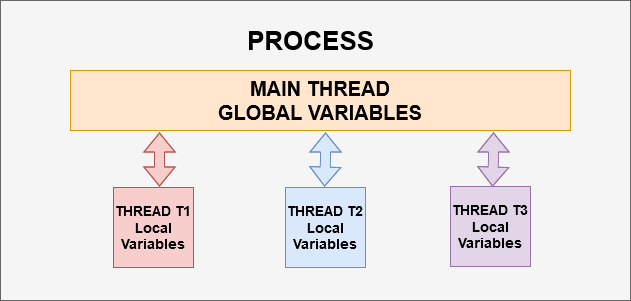 PROCESS
MAIN THREAD
GLOBAL VARIABLES
THREAD T1
Local
Variables
THREAD T2
Local
Variables
THREAD T3
Local
Variables